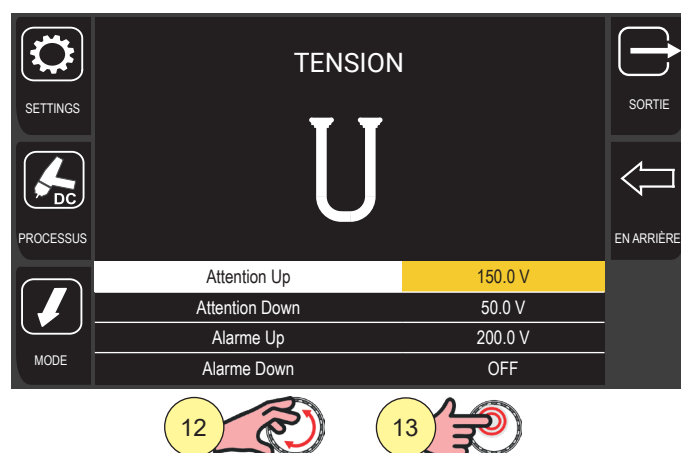 TENSION
U
SETTINGS
DC
PROCESSUS
MODE
SORTIE
EN ARRIÈRE
Attention Up 150.0 V
Attention Down 50.0 V
Alarme Up 200.0 V
Alarme Down OFF
12
13